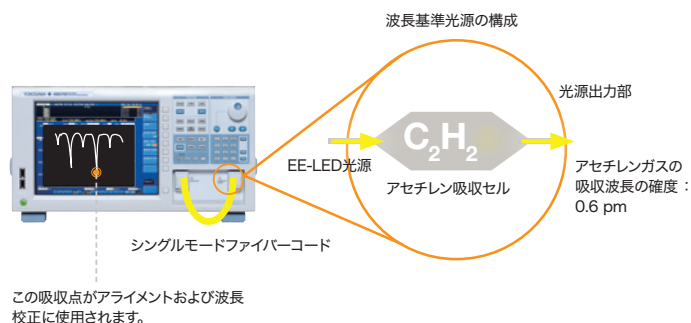 波長基準光源の構成
光源出力部
YOKOGAWA
C2H2
EE-LED光源
アセチレン吸収セル
アセチレンガスの
吸収波長の確度：
0.6 pm
シングルモードファイバーコード
この吸収点がアライメントおよび波長
校正に使用されます。